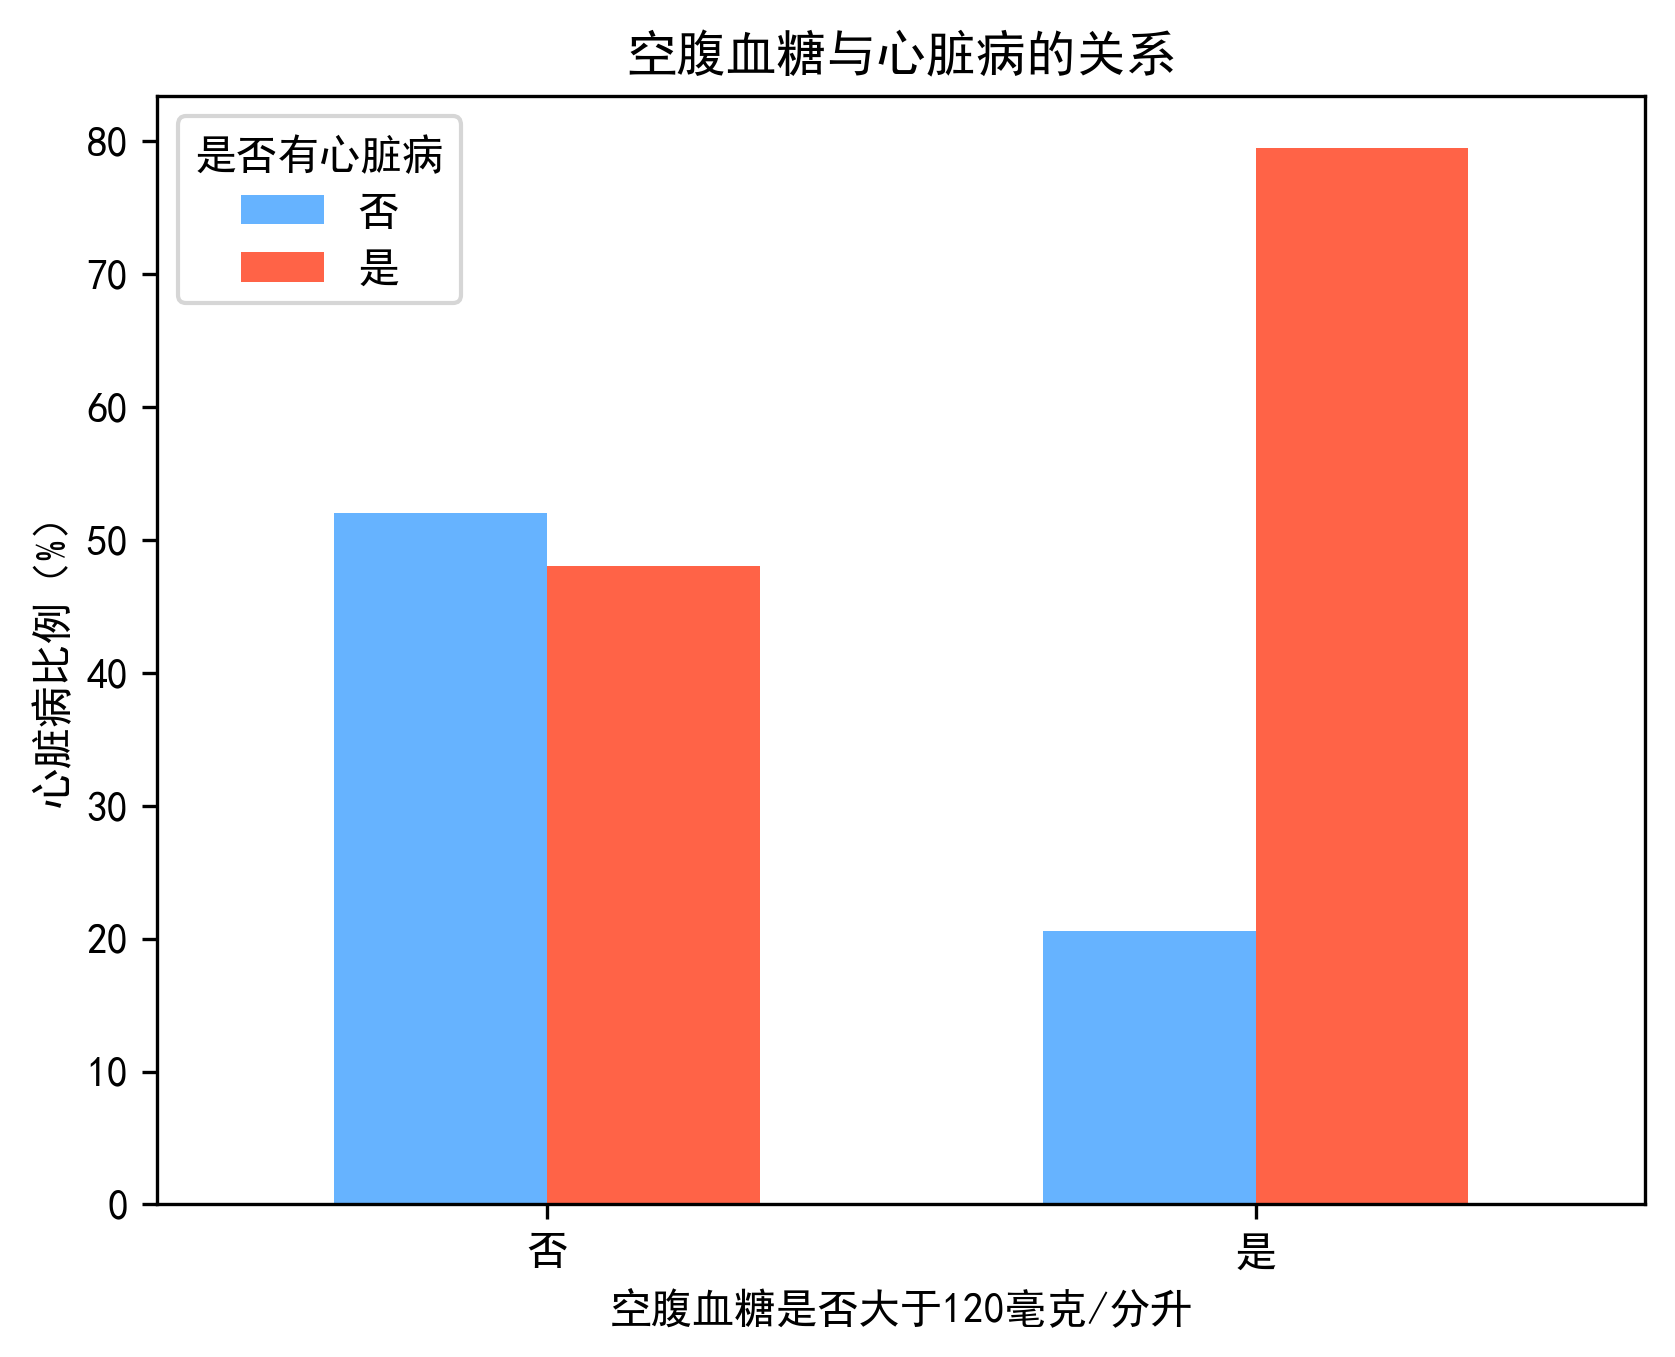 空腹血糖与心脏病的关系
是否有心脏病
否
是
心脏病比例 (%)
80
70
60
50
40
30
20
10
0
否
是
空腹血糖是否大于120毫克/分升